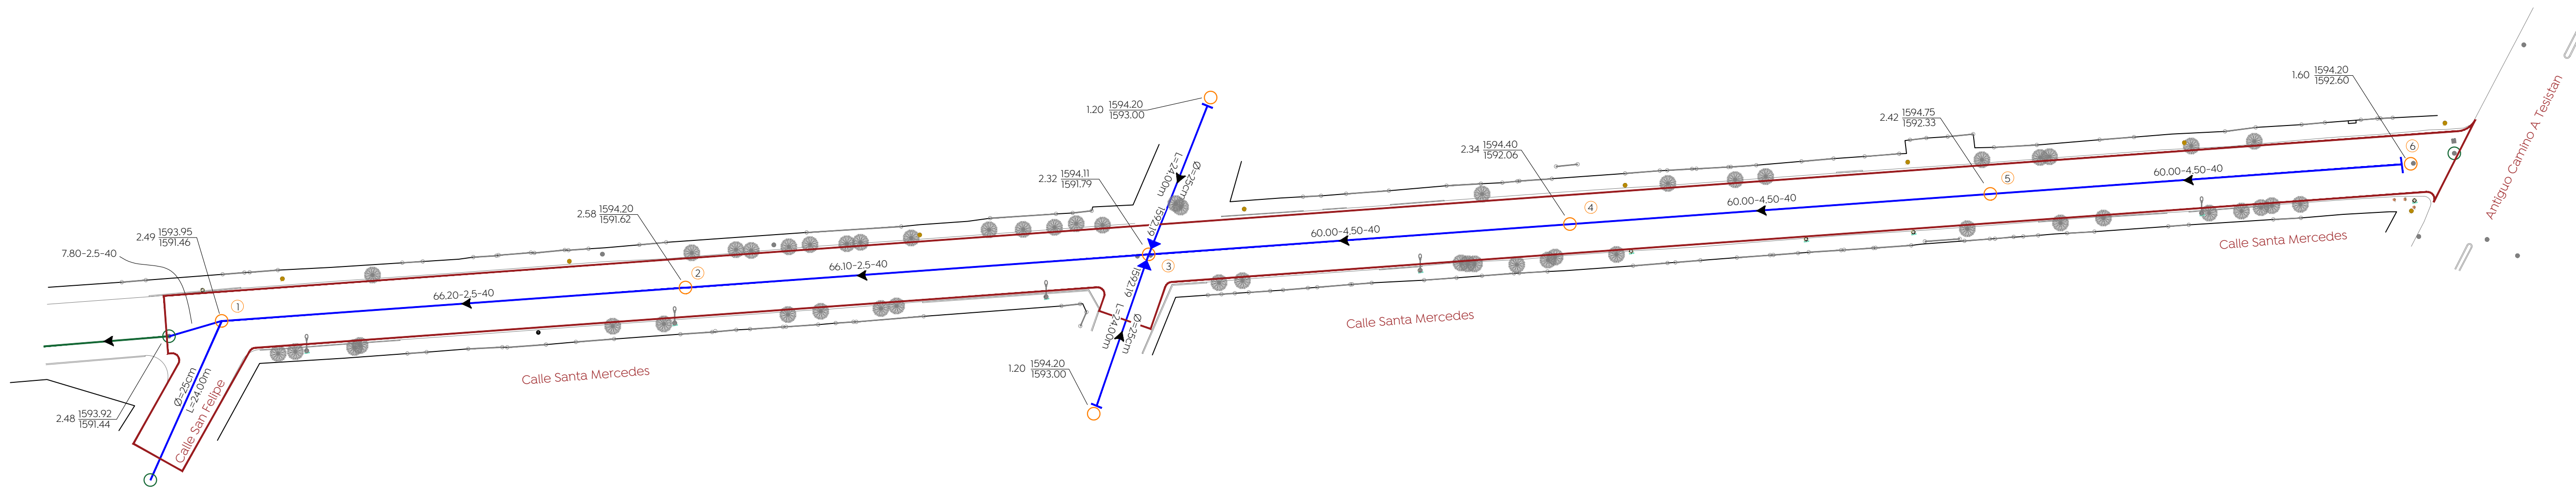 1.60 1594.20
1592.60
6
Antiguo Camino A Tesistan
1.20 1594.20
1593.00
2.42 1594.75
1592.33
2.34 1594.40
1592.06
L=24.00m
Ø=25cm
1592.19
2.32 1594.11
1591.79
5
60.00-4.50-40
60.00-4.50-40
4
60.00-4.50-40
2.58 1594.20
1591.62
2.49 1593.95
1591.46
7.80-2.5-40
3
66.10-2.5-40
2
66.20-2.5-40
1
1592.19
L=24.00m
Ø=25cm
Calle Santa Mercedes
Calle Santa Mercedes
Calle Santa Mercedes
1.20 1594.20
1593.00
Ø=25cm
L=24.00m
Calle San Felipe
2.48 1593.92
1591.44